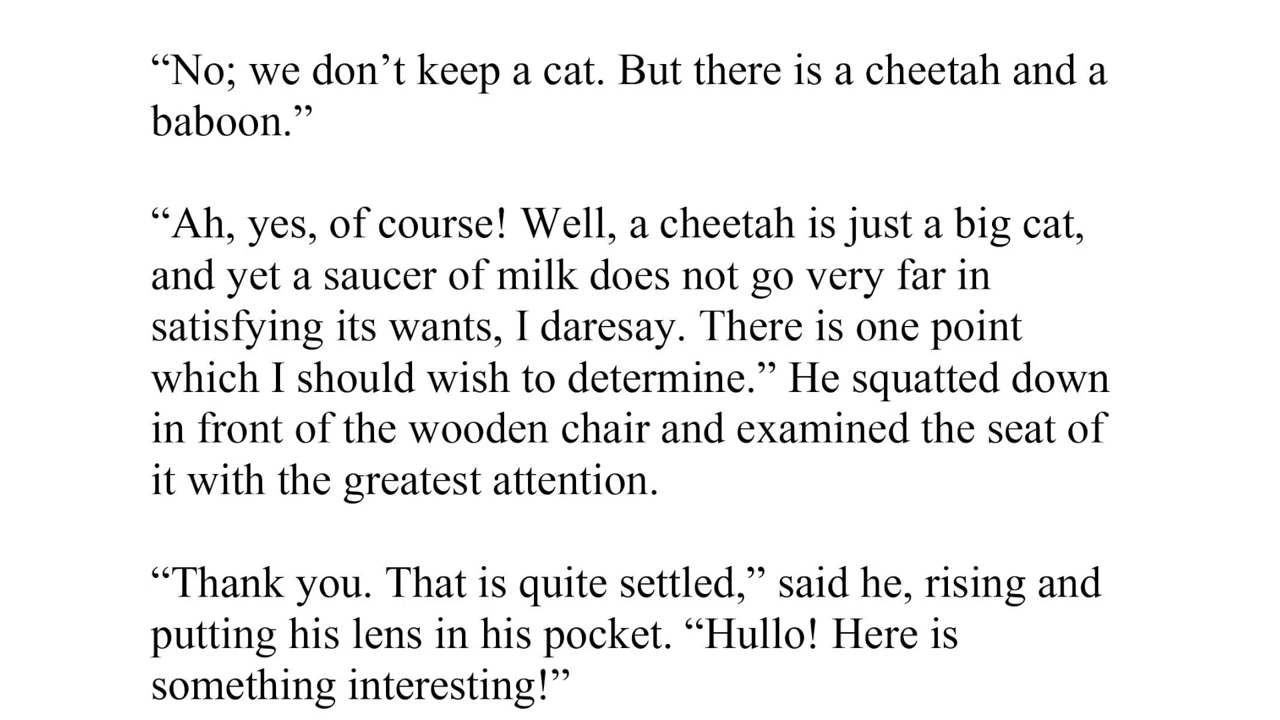 “No; we don’t keep a cat. But there is a cheetah and a
baboon.”
“Ah, yes, of course! Well, a cheetah is just a big cat,
and yet a saucer of milk does not go very far in
satisfying its wants, I daresay. There is one point
which I should wish to determine.” He squatted down
in front of the wooden chair and examined the seat of
it with the greatest attention.
“Thank you. That is quite settled,” said he, rising and
putting his lens in his pocket. “Hullo! Here is
something interesting!”